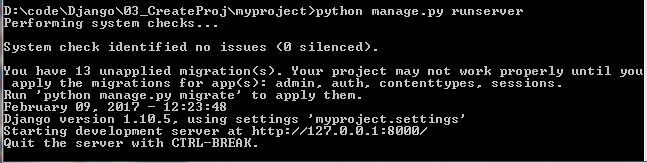 D:\code\Django\03_CreateProj\myproject>python manage.py runserver
Performing system checks...
System check identified no issues (0 silenced).
You have 13 unapplied migration(s). Your project may not work properly until you
 apply the migrations for app(s): admin, auth, contenttypes, sessions.
Run 'python manage.py migrate' to apply them.
February 09, 2017 - 12:23:48
Django version 1.10.5, using settings 'myproject.settings'
Starting development server at http://127.0.0.1:8000/
Quit the server with CTRL-BREAK.